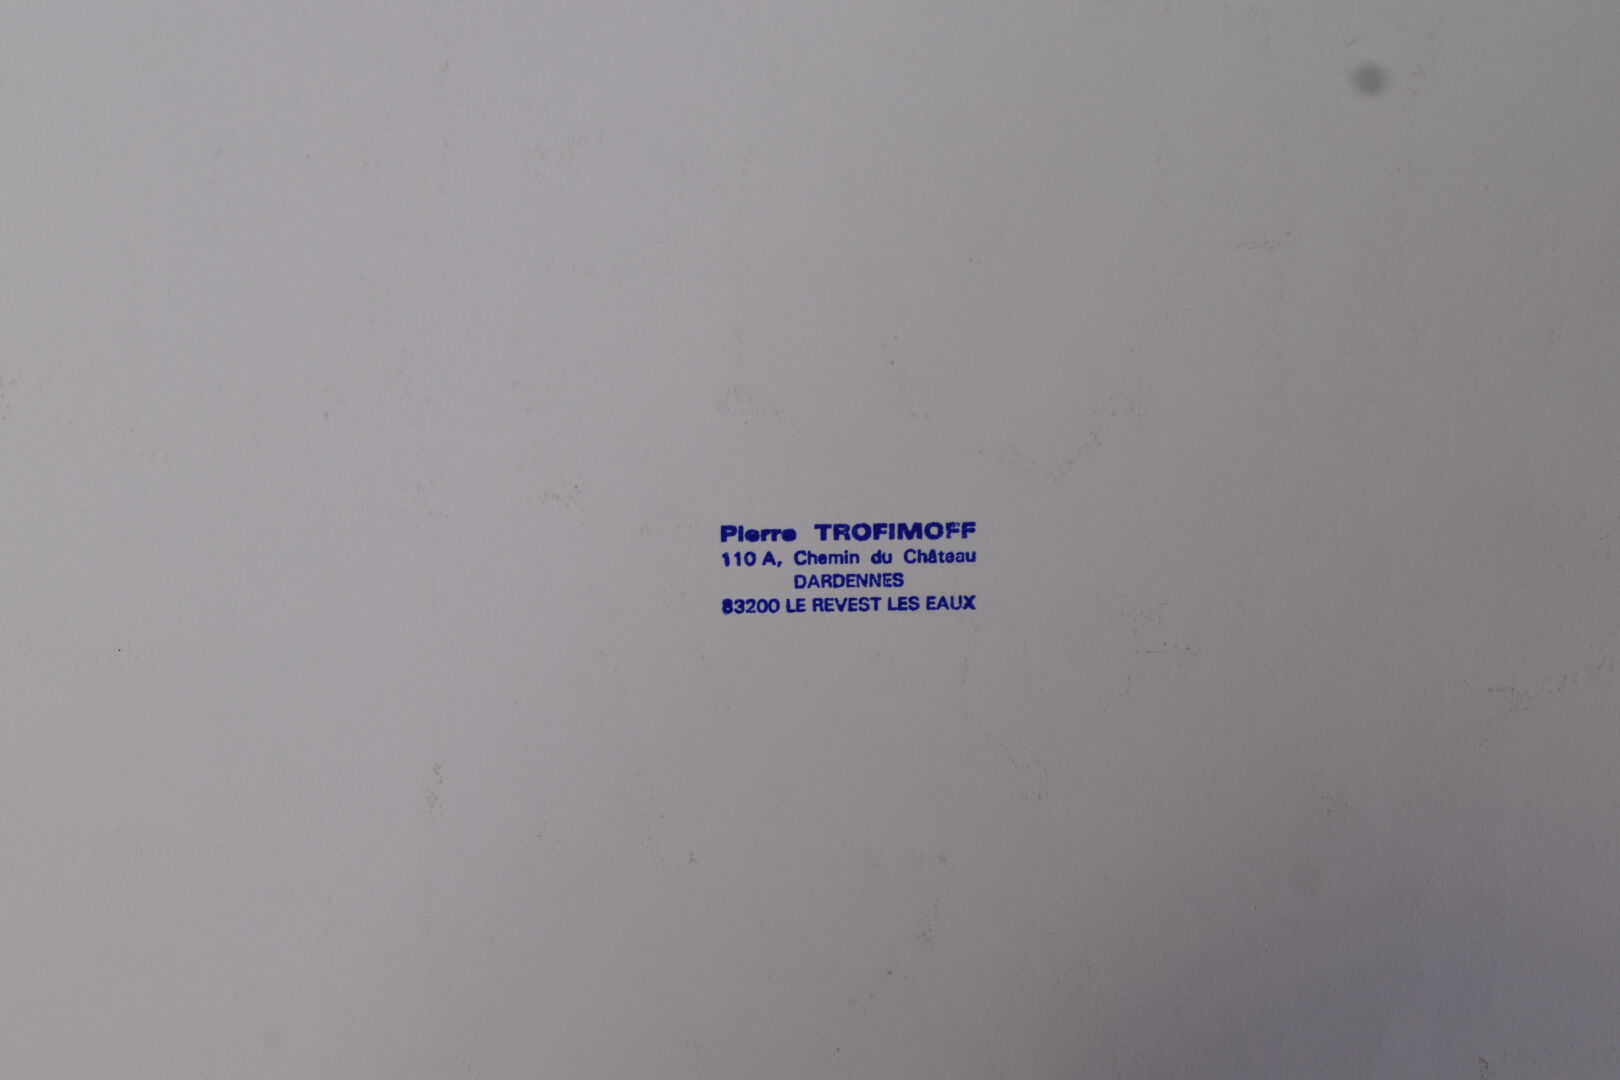 Pierre TROFIMOFF
110 A, Chemin du Château
DARDENNES
83200 LE REVEST LES EAUX